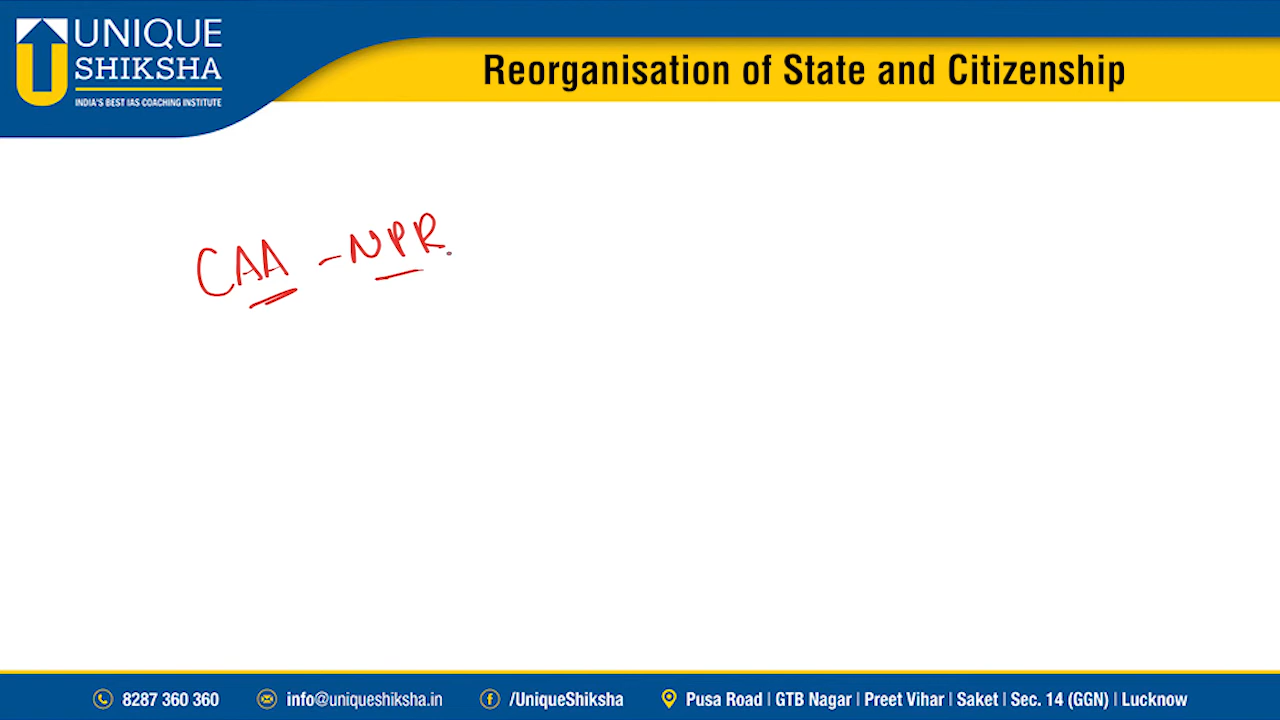 UNIQUE
SHIKSHA
INDIA'S BEST IAS COACHING INSTITUTE
Reorganisation of State and Citizenship
CAA - NPR
8287 360 360
info@uniqueshiksha.in
/UniqueShiksha
Pusa Road | GTB Nagar | Preet Vihar | Saket | Sec. 14 (GGN) | Lucknow